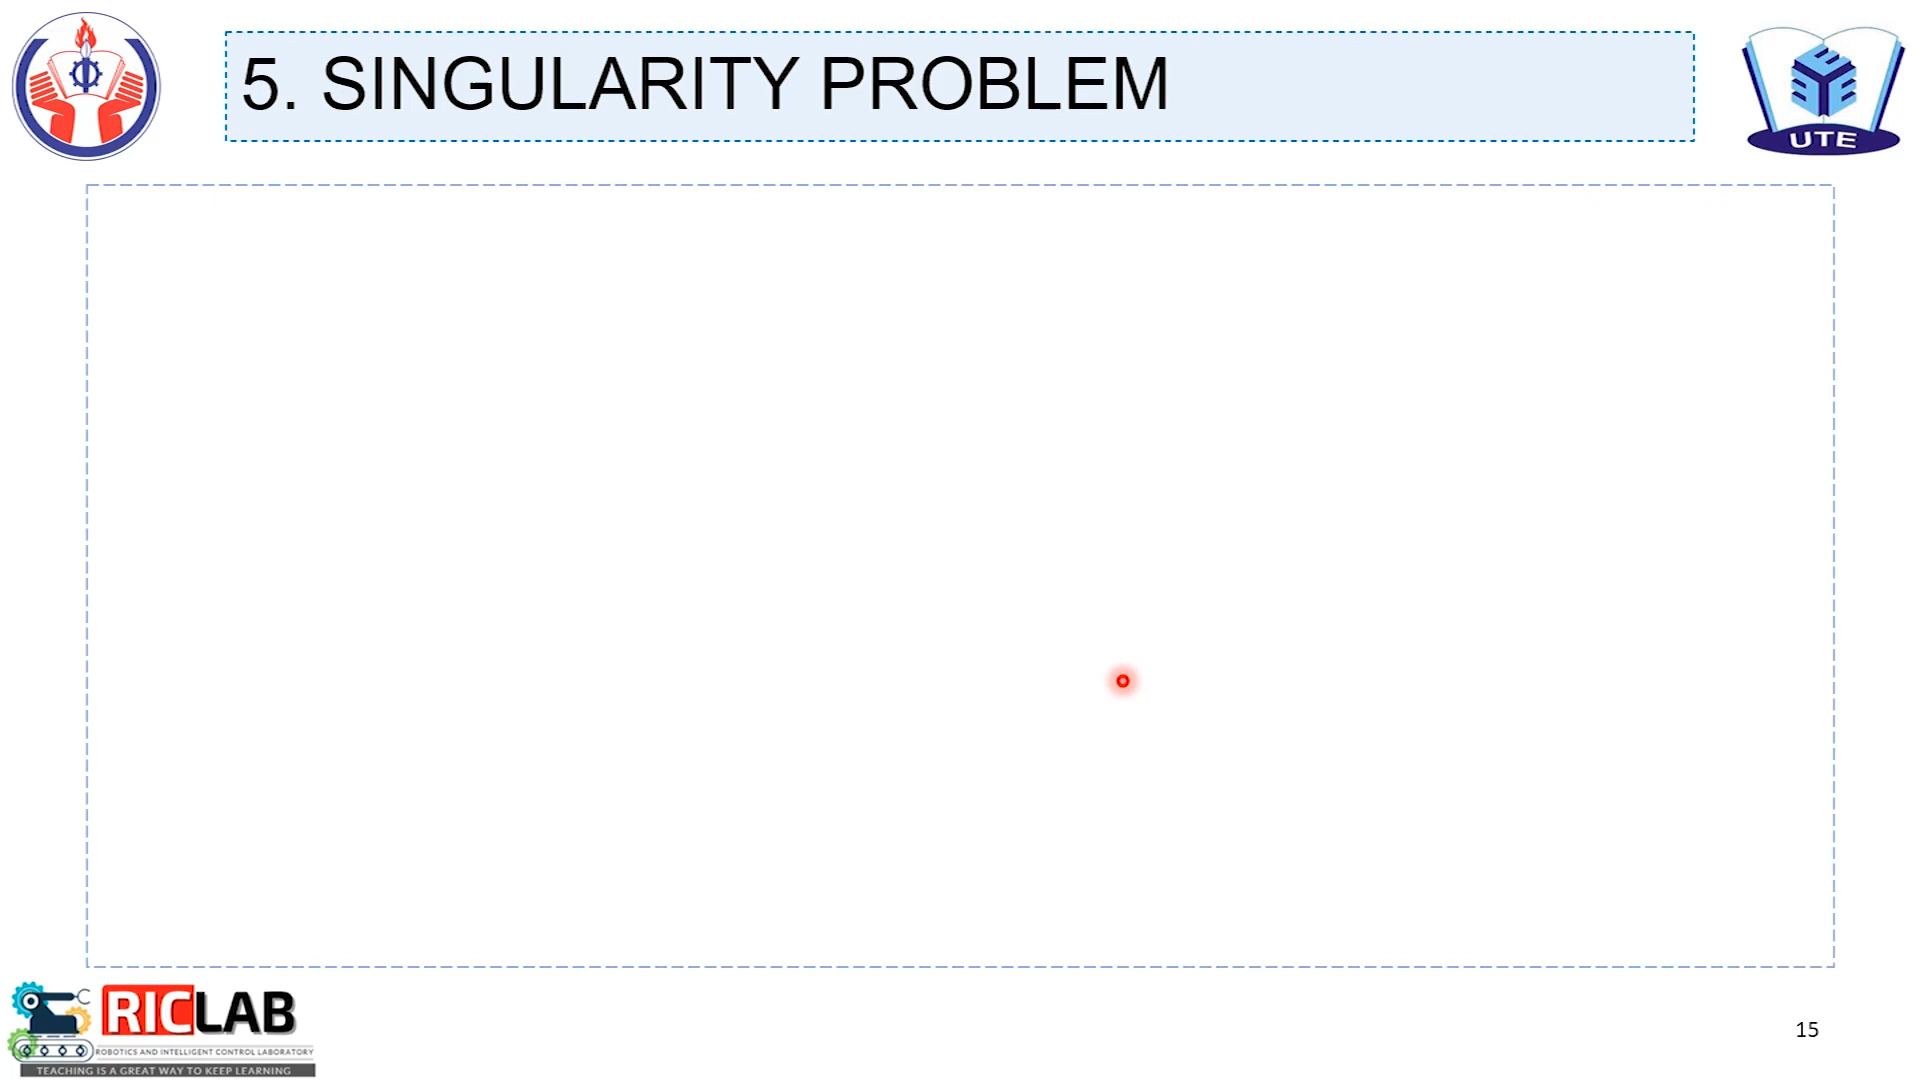 5. SINGULARITY PROBLEM
UTE
RICLAB
ROBOTICS AND INTELLIGENT CONTROL LABORATORY
TEACHING IS A GREAT WAY TO KEEP LEARNING
15